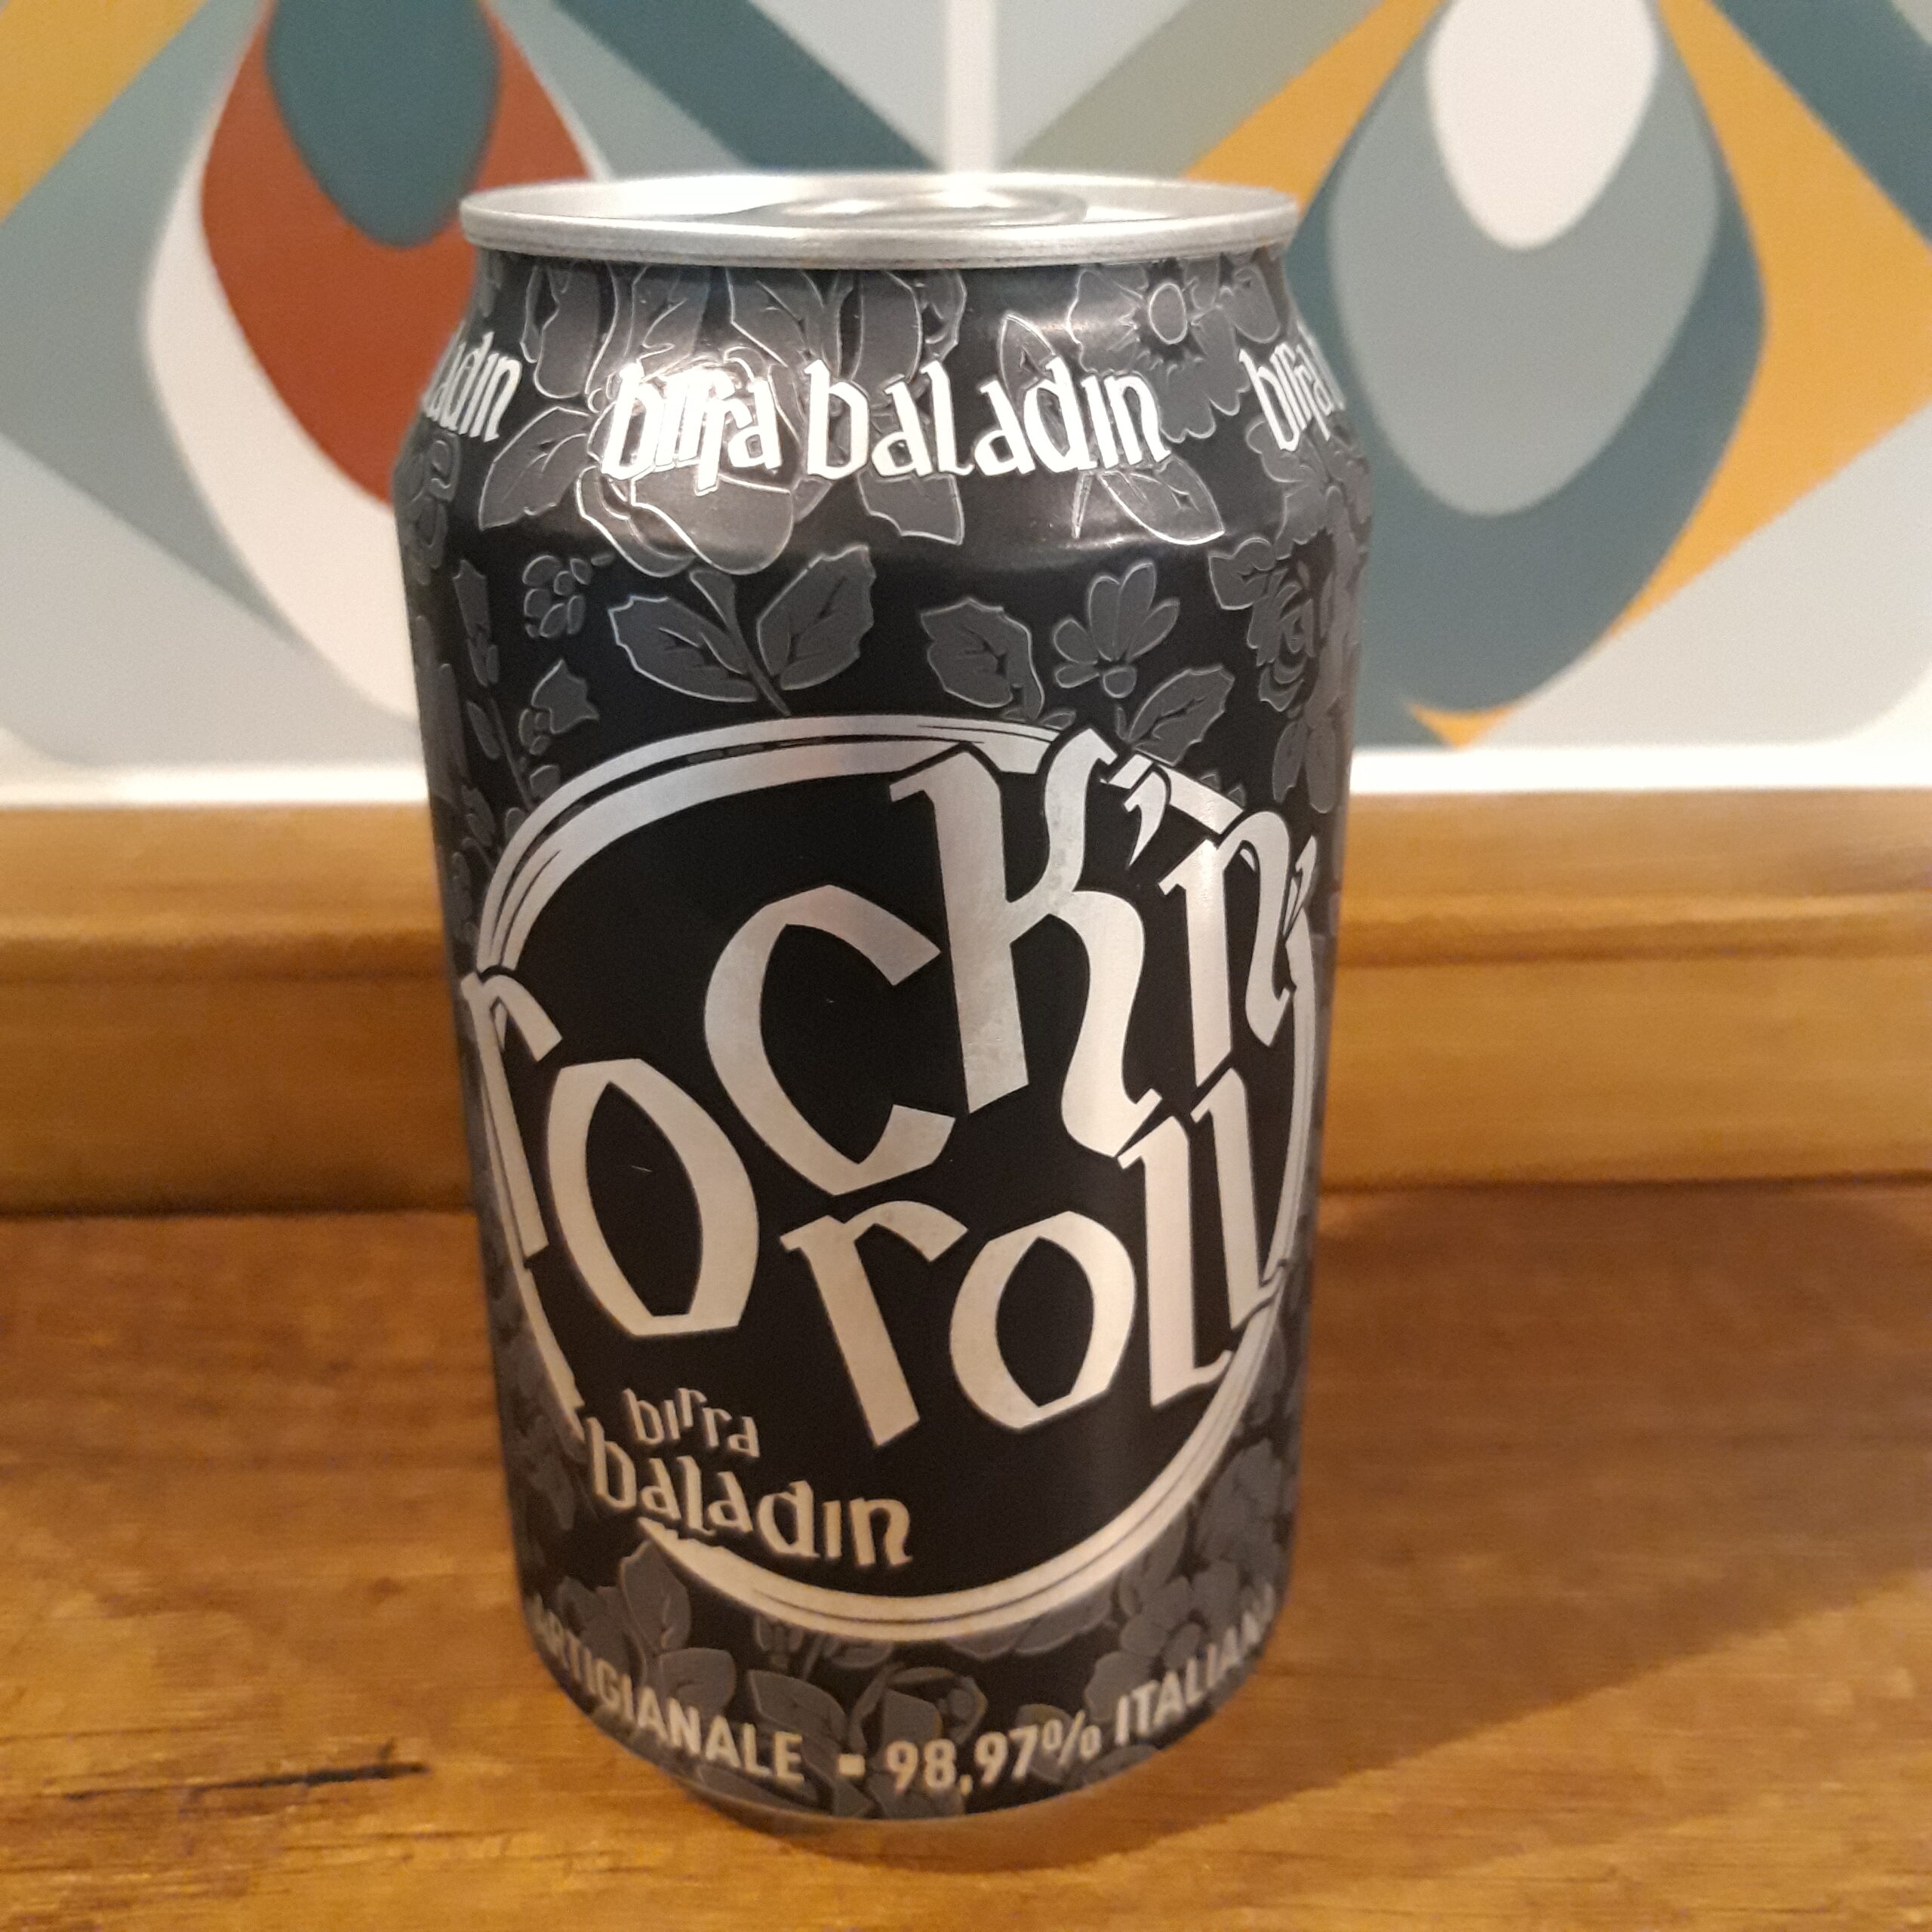 birra baladin
rock'n
roll
birra
baladin
ARTIGIANALE - 98,97% ITALIANA